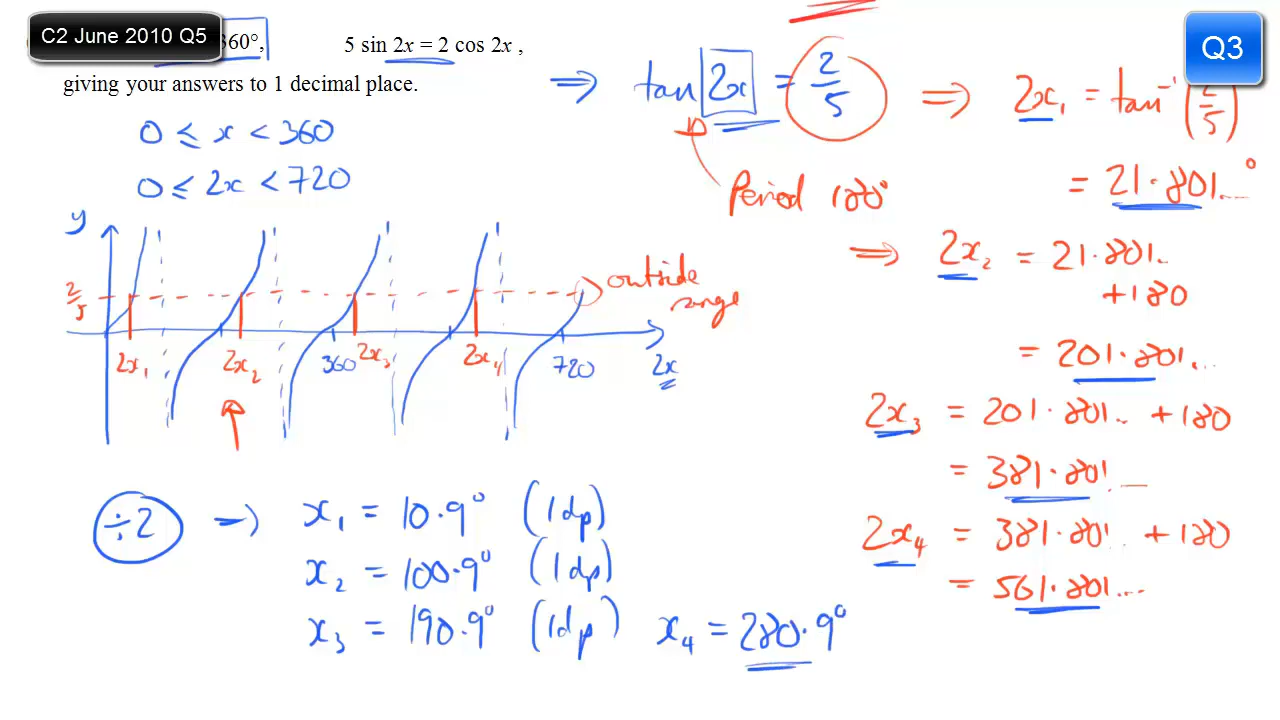 C2 June 2010 Q5
360°,
5 sin 2x = 2 cos 2x ,
giving your answers to 1 decimal place.
Q3
0 ≤ x < 360
0 ≤ 2x < 720
⇒ tan 2x = 2/5
Period 180°
⇒ 2x₁ = tan⁻¹(2/5)
= 21.801...°
⇒ 2x₂ = 21.801..
+180
= 201.801...
2x₃ = 201.801.. + 180
= 381.801...
2x₄ = 381.801.. + 180
= 561.801...
y
2/5
outside
range
2x₁ 2x₂ 360 2x₃ 2x₄ 720 2x
÷2 → x₁ = 10.9° (1dp)
x₂ = 100.9° (1dp)
x₃ = 190.9° (1dp) x₄ = 280.9°